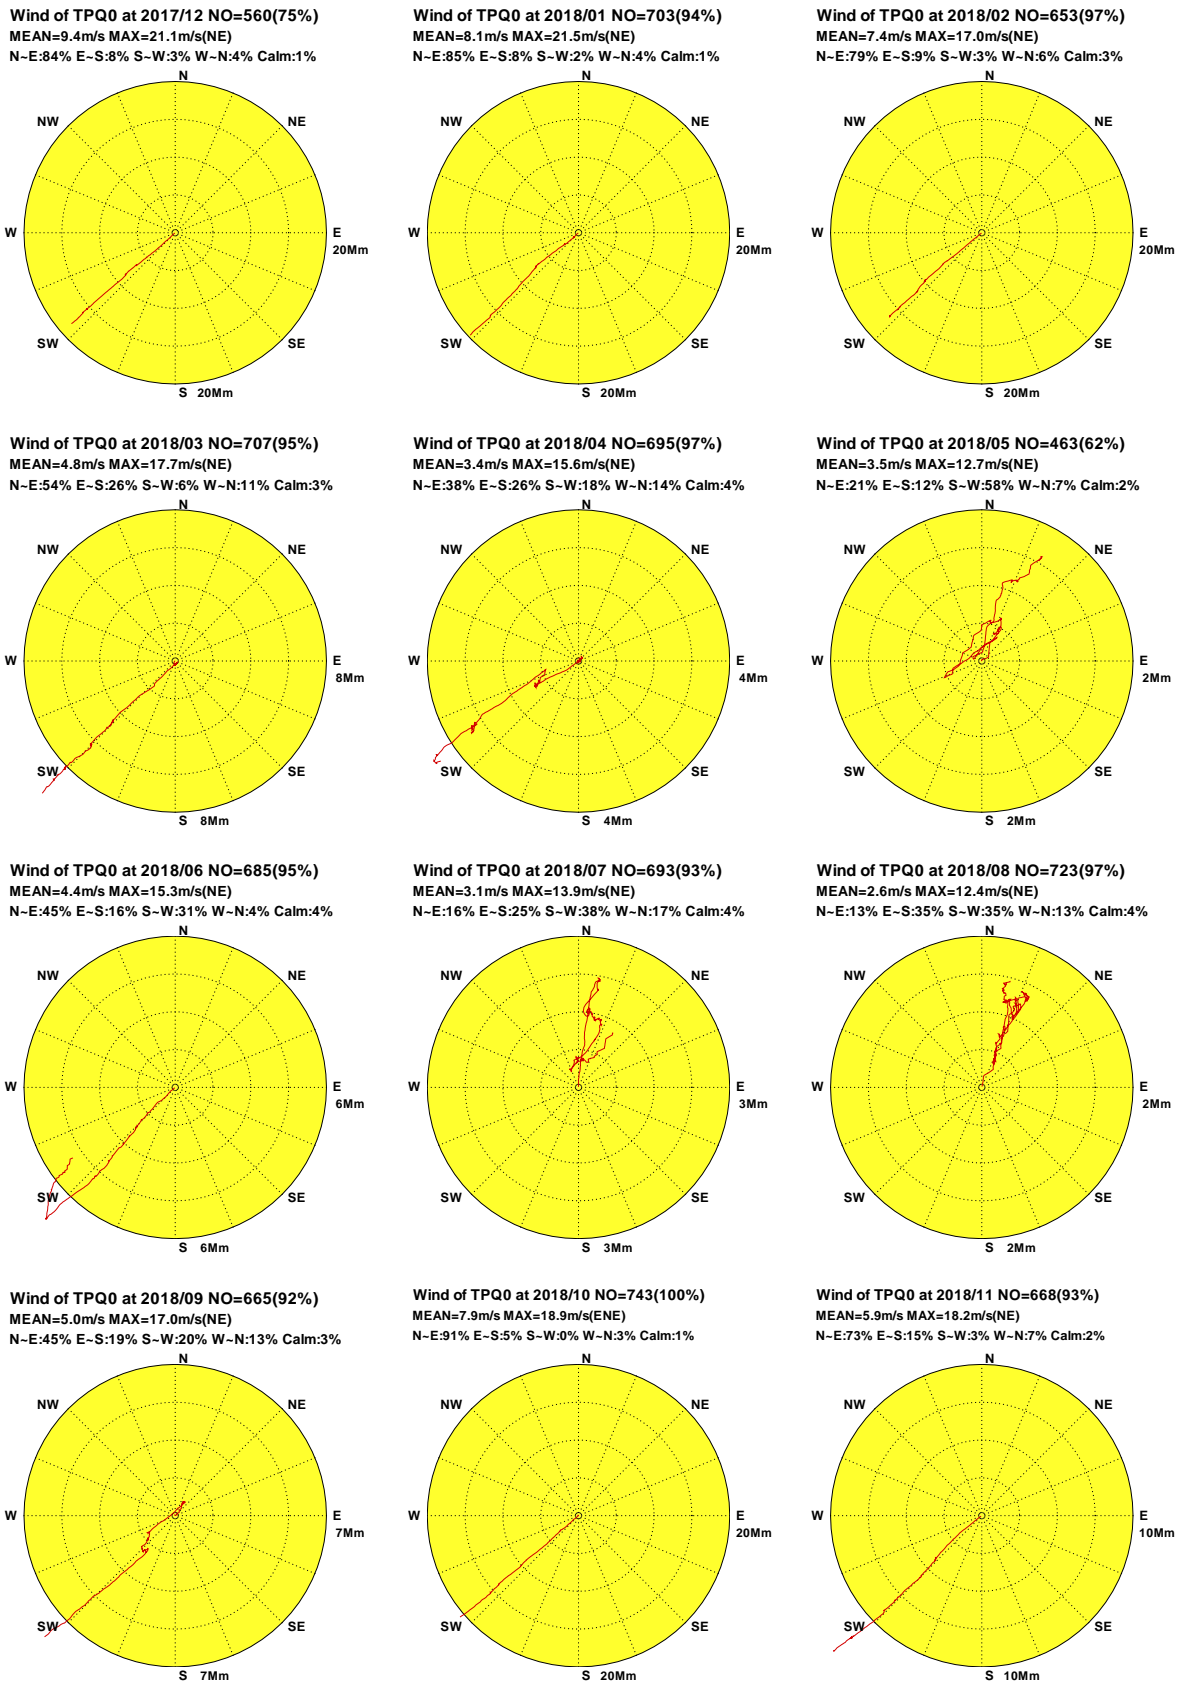 Wind of TPQ0 at 2017/12 NO=560(75%)
MEAN=9.4m/s MAX=21.1m/s(NE)
N~E:84% E~S:8% S~W:3% W~N:4% Calm:1%
N
NW
NE
W
E
20Mm
SW
SE
S 20Mm
Wind of TPQ0 at 2018/01 NO=703(94%)
MEAN=8.1m/s MAX=21.5m/s(NE)
N~E:85% E~S:8% S~W:2% W~N:4% Calm:1%
N
NW
NE
W
E
20Mm
SW
SE
S 20Mm
Wind of TPQ0 at 2018/02 NO=653(97%)
MEAN=7.4m/s MAX=17.0m/s(NE)
N~E:79% E~S:9% S~W:3% W~N:6% Calm:3%
N
NW
NE
W
E
20Mm
SW
SE
S 20Mm
Wind of TPQ0 at 2018/03 NO=707(95%)
MEAN=4.8m/s MAX=17.7m/s(NE)
N~E:54% E~S:26% S~W:6% W~N:11% Calm:3%
N
NW
NE
W
E
8Mm
SW
SE
S 8Mm
Wind of TPQ0 at 2018/04 NO=695(97%)
MEAN=3.4m/s MAX=15.6m/s(NE)
N~E:38% E~S:26% S~W:18% W~N:14% Calm:4%
N
NW
NE
W
E
4Mm
SW
SE
S 4Mm
Wind of TPQ0 at 2018/05 NO=463(62%)
MEAN=3.5m/s MAX=12.7m/s(NE)
N~E:21% E~S:12% S~W:58% W~N:7% Calm:2%
N
NW
NE
W
E
2Mm
SW
SE
S 2Mm
Wind of TPQ0 at 2018/06 NO=685(95%)
MEAN=4.4m/s MAX=15.3m/s(NE)
N~E:45% E~S:16% S~W:31% W~N:4% Calm:4%
N
NW
NE
W
E
6Mm
SW
SE
S 6Mm
Wind of TPQ0 at 2018/07 NO=693(93%)
MEAN=3.1m/s MAX=13.9m/s(NE)
N~E:16% E~S:25% S~W:38% W~N:17% Calm:4%
N
NW
NE
W
E
3Mm
SW
SE
S 3Mm
Wind of TPQ0 at 2018/08 NO=723(97%)
MEAN=2.6m/s MAX=12.4m/s(NE)
N~E:13% E~S:35% S~W:35% W~N:13% Calm:4%
N
NW
NE
W
E
2Mm
SW
SE
S 2Mm
Wind of TPQ0 at 2018/09 NO=665(92%)
MEAN=5.0m/s MAX=17.0m/s(NE)
N~E:45% E~S:19% S~W:20% W~N:13% Calm:3%
N
NW
NE
W
E
7Mm
SW
SE
S 7Mm
Wind of TPQ0 at 2018/10 NO=743(100%)
MEAN=7.9m/s MAX=18.9m/s(ENE)
N~E:91% E~S:5% S~W:0% W~N:3% Calm:1%
N
NW
NE
W
E
20Mm
SW
SE
S 20Mm
Wind of TPQ0 at 2018/11 NO=668(93%)
MEAN=5.9m/s MAX=18.2m/s(NE)
N~E:73% E~S:15% S~W:3% W~N:7% Calm:2%
N
NW
NE
W
E
10Mm
SW
SE
S 10Mm